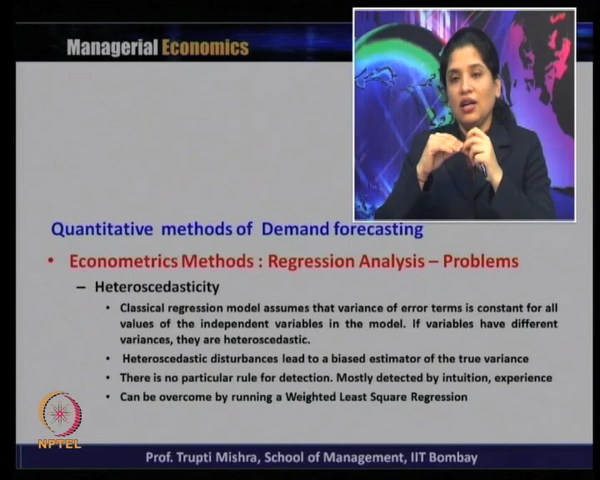 Managerial Economics
Quantitative methods of Demand forecasting
• Econometrics Methods : Regression Analysis – Problems
– Heteroscedasticity
• Classical regression model assumes that variance of error terms is constant for all
values of the independent variables in the model. If variables have different
variances, they are heteroscedastic.
• Heteroscedastic disturbances lead to a biased estimator of the true variance
• There is no particular rule for detection. Mostly detected by intuition, experience
• Can be overcome by running a Weighted Least Square Regression
NPTEL
Prof. Trupti Mishra, School of Management, IIT Bombay